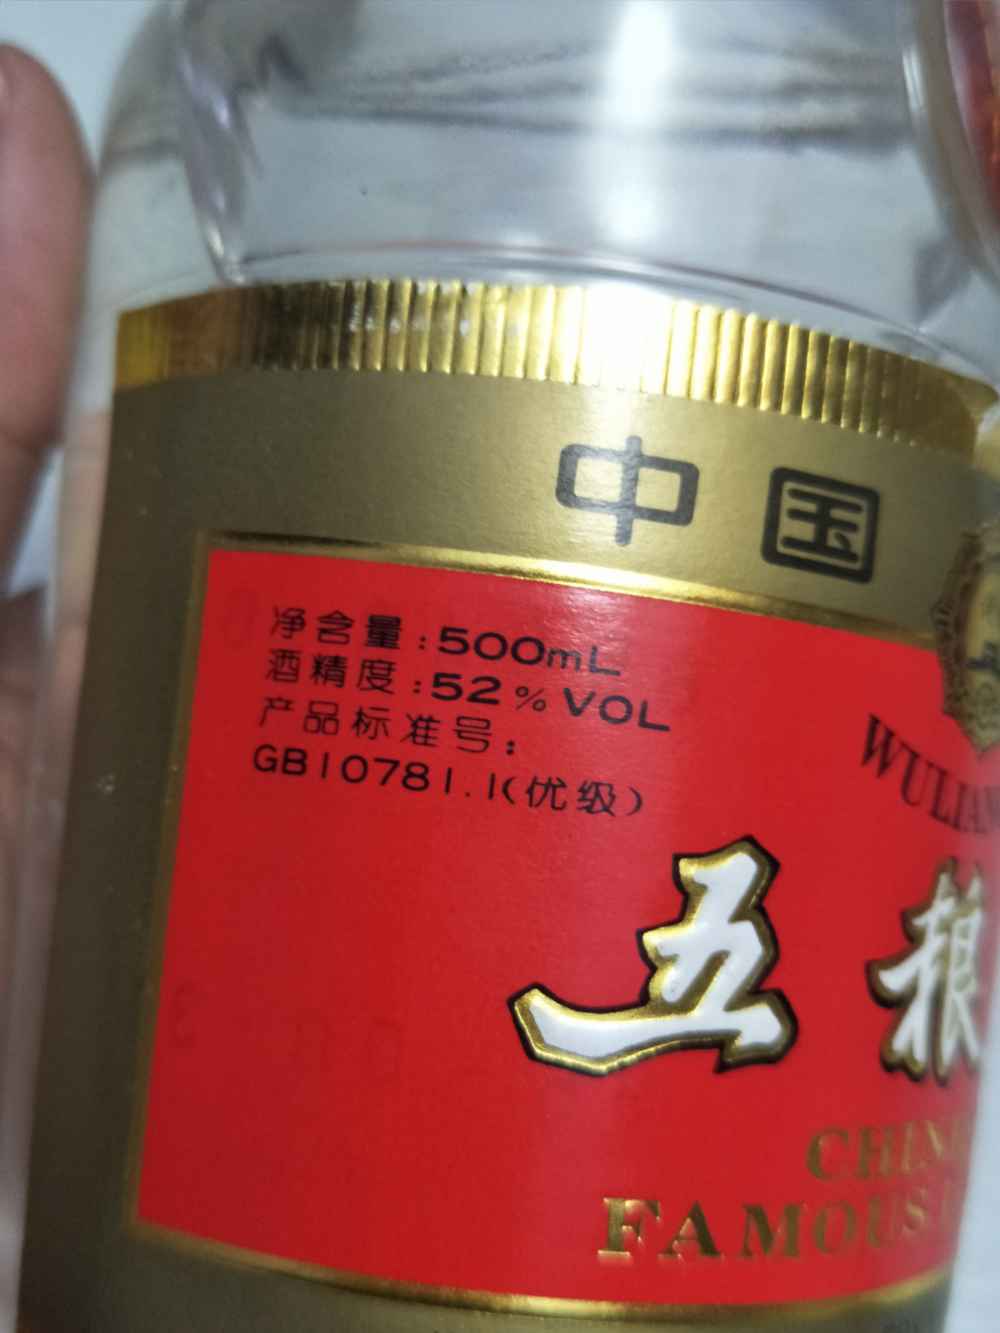 中国
净含量:500mL
酒精度:52%VOL
产品标准号:
GB10781.1(优级)
五粮
FAMOUS